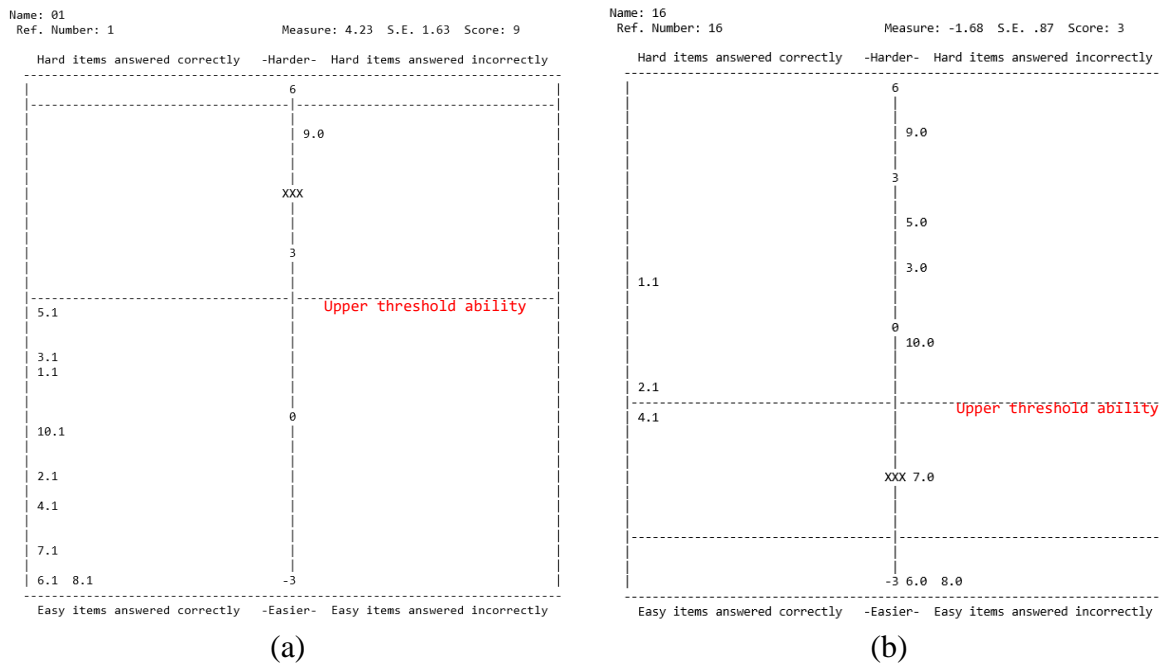 Name: 01
Ref. Number: 1 Measure: 4.23 S.E. 1.63 Score: 9
Hard items answered correctly -Harder- Hard items answered incorrectly
6
9.0
XXX
3
Upper threshold ability
5.1
3.1
1.1
0
10.1
2.1
4.1
7.1
6.1 8.1 -3
Easy items answered correctly -Easier- Easy items answered incorrectly
(a)
Name: 16
Ref. Number: 16 Measure: -1.68 S.E. .87 Score: 3
Hard items answered correctly -Harder- Hard items answered incorrectly
6
9.0
3
5.0
3.0
1.1
0
10.0
2.1
Upper threshold ability
4.1
XXX 7.0
-3 6.0 8.0
Easy items answered correctly -Easier- Easy items answered incorrectly
(b)